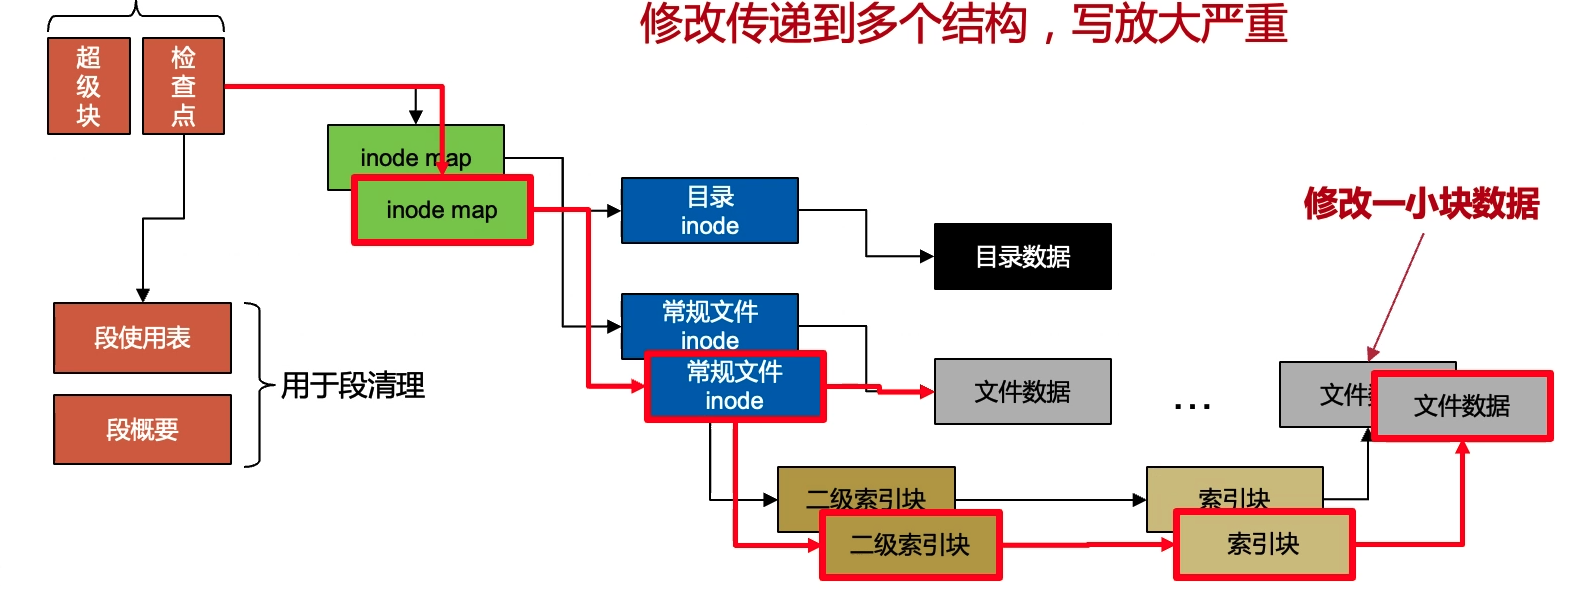 修改传递到多个结构，写放大严重
超
级
块
检
查
点
inode map
inode map
目录
inode
修改一小块数据
目录数据
常规文件
inode
段使用表
常规文件
inode
用于段清理
文件数据
...
文件
文件数据
段概要
二级索引块
索引块
二级索引块
索引块